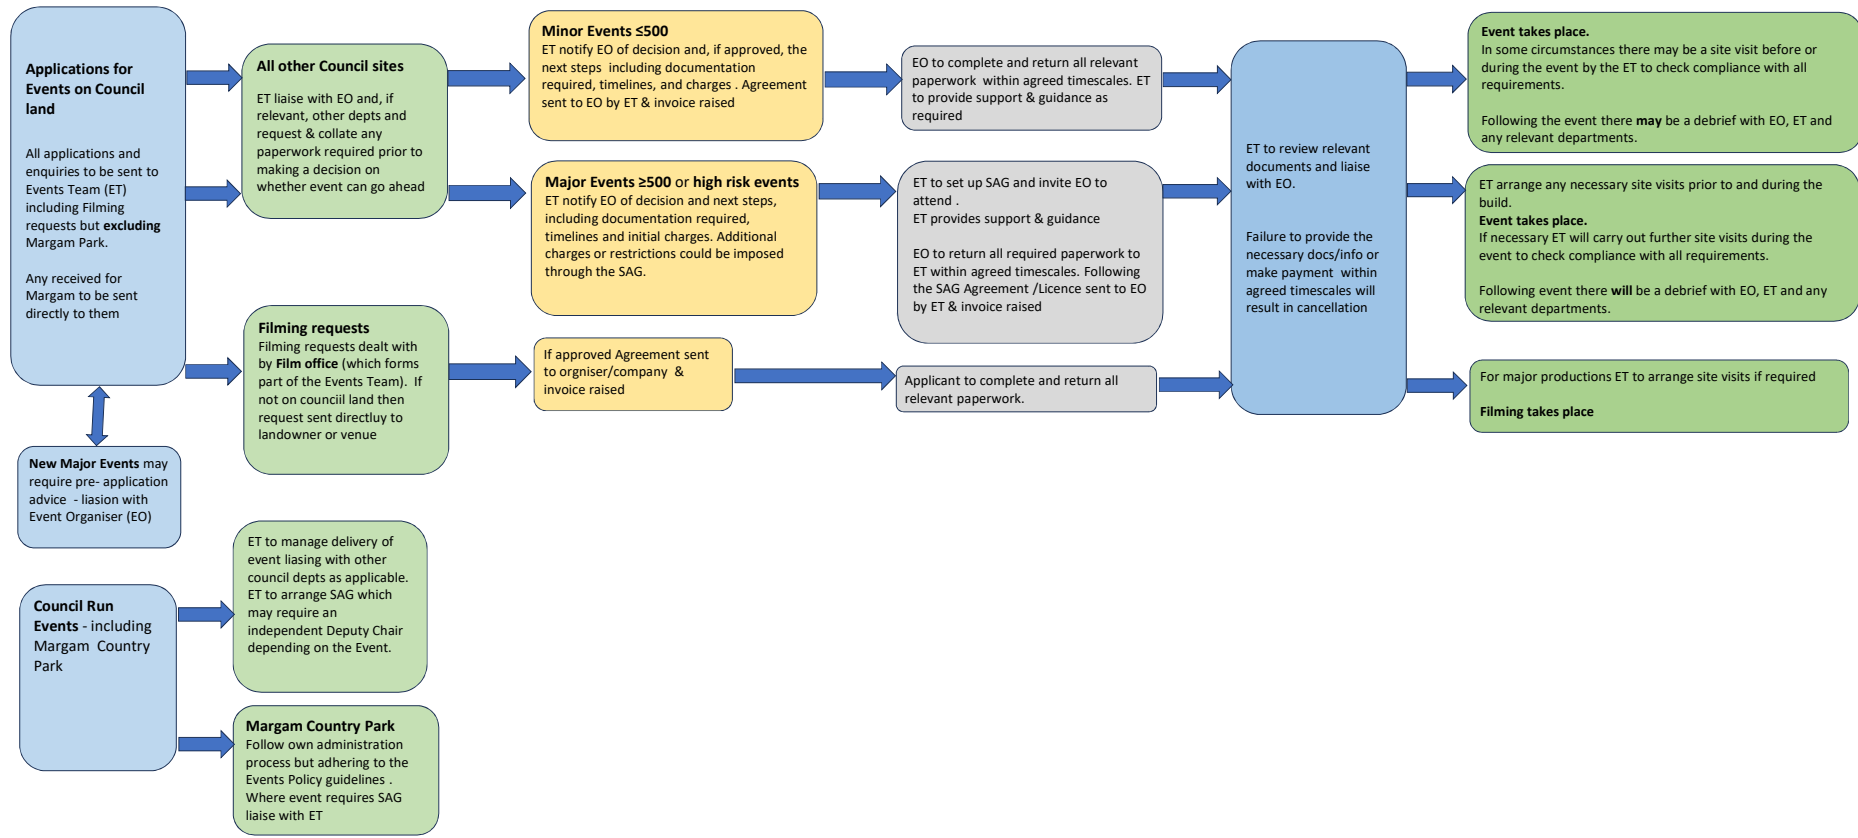 Applications for
Events on Council
land
All applications and
enquiries to be sent to
Events Team (ET)
including Filming
requests but excluding
Margam Park.
Any received for
Margam to be sent
directly to them
New Major Events may
require pre- application
advice - liasion with
Event Organiser (EO)
All other Council sites
ET liaise with EO and, if
relevant, other depts and
request & collate any
paperwork required prior to
making a decision on
whether event can go ahead
Filming requests
Filming requests dealt with
by Film office (which forms
part of the Events Team). If
not on counciil land then
request sent directluy to
landowner or venue
Minor Events ≤500
ET notify EO of decision and, if approved, the
next steps including documentation
required, timelines, and charges . Agreement
sent to EO by ET & invoice raised
Major Events ≥500 or high risk events
ET notify EO of decision and next steps,
including documentation required,
timelines and initial charges. Additional
charges or restrictions could be imposed
through the SAG.
If approved Agreement sent
to orgniser/company &
invoice raised
EO to complete and return all relevant
paperwork within agreed timescales. ET
to provide support & guidance as
required
ET to set up SAG and invite EO to
attend .
ET provides support & guidance
EO to return all required paperwork to
ET within agreed timescales. Following
the SAG Agreement /Licence sent to EO
by ET & invoice raised
Applicant to complete and return all
relevant paperwork.
ET to review relevant
documents and liaise
with EO.
Failure to provide the
necessary docs/info or
make payment within
agreed timescales will
result in cancellation
Event takes place.
In some circumstances there may be a site visit before or
during the event by the ET to check compliance with all
requirements.
Following the event there may be a debrief with EO, ET and
any relevant departments.
ET arrange any necessary site visits prior to and during the
build.
Event takes place.
If necessary ET will carry out further site visits during the
event to check compliance with all requirements.
Following event there will be a debrief with EO, ET and any
relevant departments.
For major productions ET to arrange site visits if required
Filming takes place
Council Run
Events - including
Margam Country
Park
ET to manage delivery of
event liasing with other
council depts as applicable.
ET to arrange SAG which
may require an
independent Deputy Chair
depending on the Event.
Margam Country Park
Follow own administration
process but adhering to the
Events Policy guidelines .
Where event requires SAG
liaise with ET